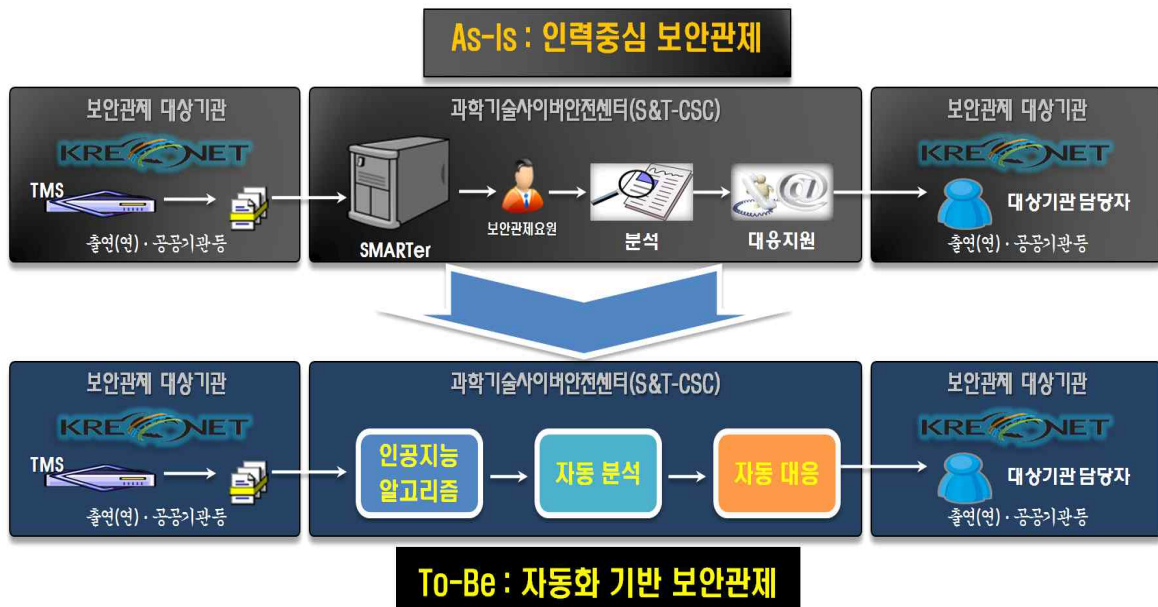 As-Is : 인력중심 보안관제
보안관제 대상기관
KREONET
TMS
출연(연)·공공기관등
과학기술사이버안전센터(S&T-CSC)
SMARTer
보안관제요원
분석
대응지원
보안관제 대상기관
KREONET
대상기관 담당자
출연(연)·공공기관등
보안관제 대상기관
KREONET
TMS
출연(연)·공공기관등
과학기술사이버안전센터(S&T-CSC)
인공지능
알고리즘
자동 분석
자동 대응
보안관제 대상기관
KREONET
대상기관 담당자
출연(연)·공공기관등
To-Be : 자동화 기반 보안관제